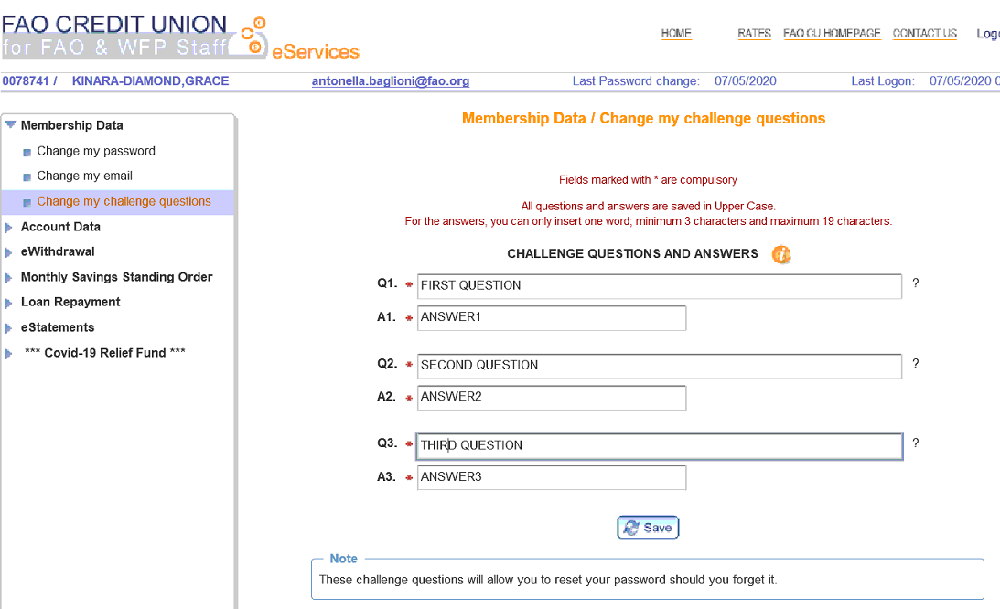 FAO CREDIT UNION
for FAO & WFP Staff
eServices
HOME RATES FAO CU HOMEPAGE CONTACT US
0078741 / KINARA-DIAMOND,GRACE antonella.baglioni@fao.org Last Password change: 07/05/2020 Last Logon: 07/05/2020
Membership Data
Change my password
Change my email
Change my challenge questions
Account Data
eWithdrawal
Monthly Savings Standing Order
Loan Repayment
eStatements
*** Covid-19 Relief Fund ***
Membership Data / Change my challenge questions
Fields marked with * are compulsory
All questions and answers are saved in Upper Case.
For the answers, you can only insert one word; minimum 3 characters and maximum 19 characters.
CHALLENGE QUESTIONS AND ANSWERS
Q1. * FIRST QUESTION ?
A1. * ANSWER1
Q2. * SECOND QUESTION ?
A2. * ANSWER2
Q3. * THIRD QUESTION ?
A3. * ANSWER3
Save
Note
These challenge questions will allow you to reset your password should you forget it.